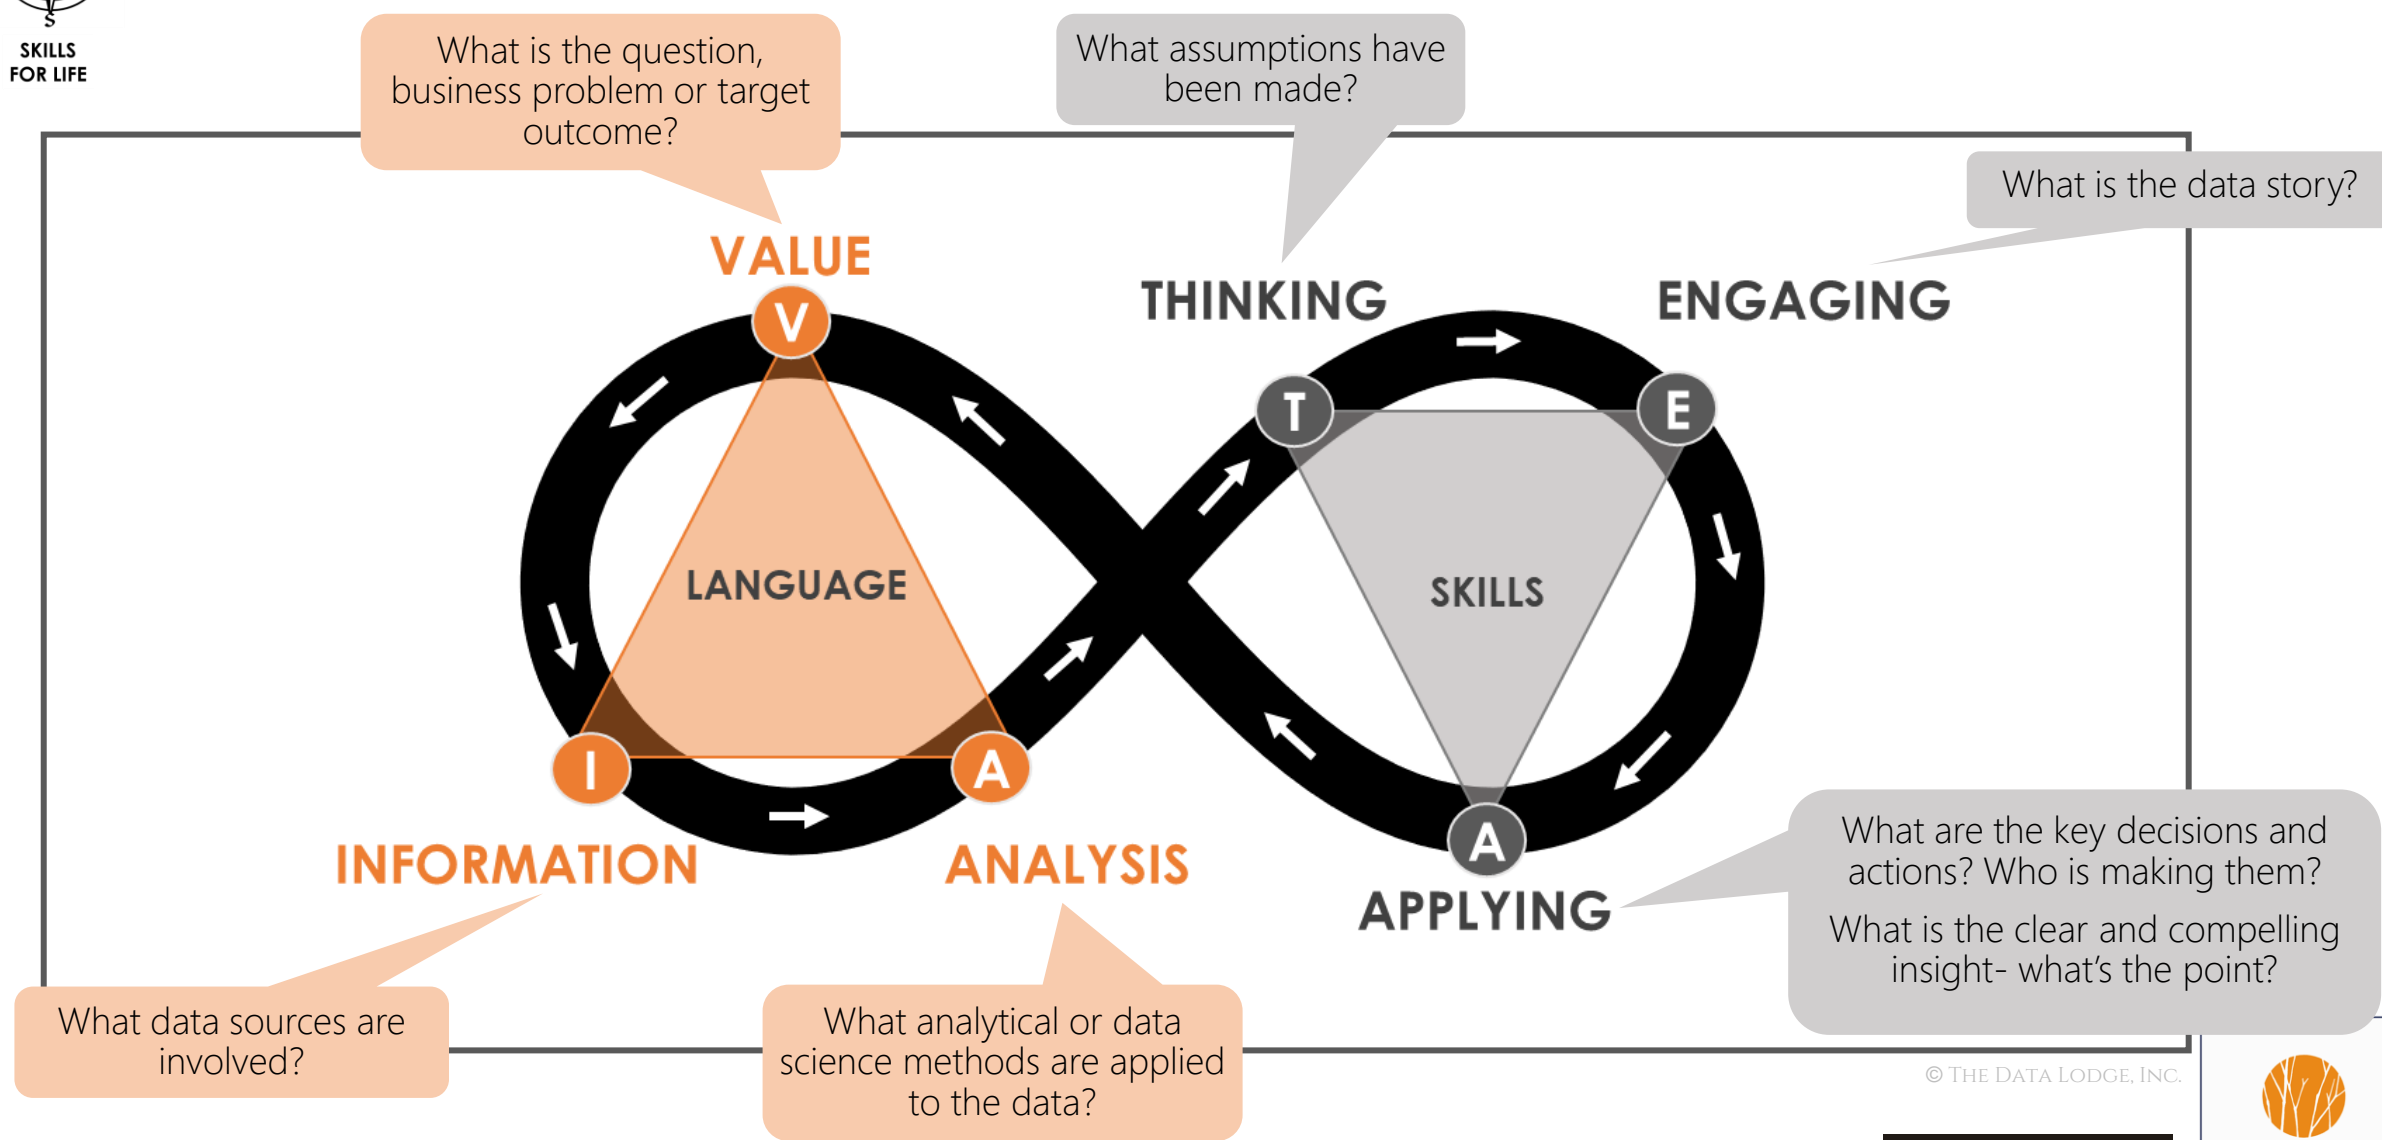 S
SKILLS
FOR LIFE
What is the question,
business problem or target
outcome?
What assumptions have
been made?
What is the data story?
VALUE
V
THINKING
ENGAGING
T
E
LANGUAGE
SKILLS
I
A
A
INFORMATION
ANALYSIS
APPLYING
What are the key decisions and
actions? Who is making them?
What is the clear and compelling
insight- what's the point?
What data sources are
involved?
What analytical or data
science methods are applied
to the data?
© THE DATA LODGE, INC.